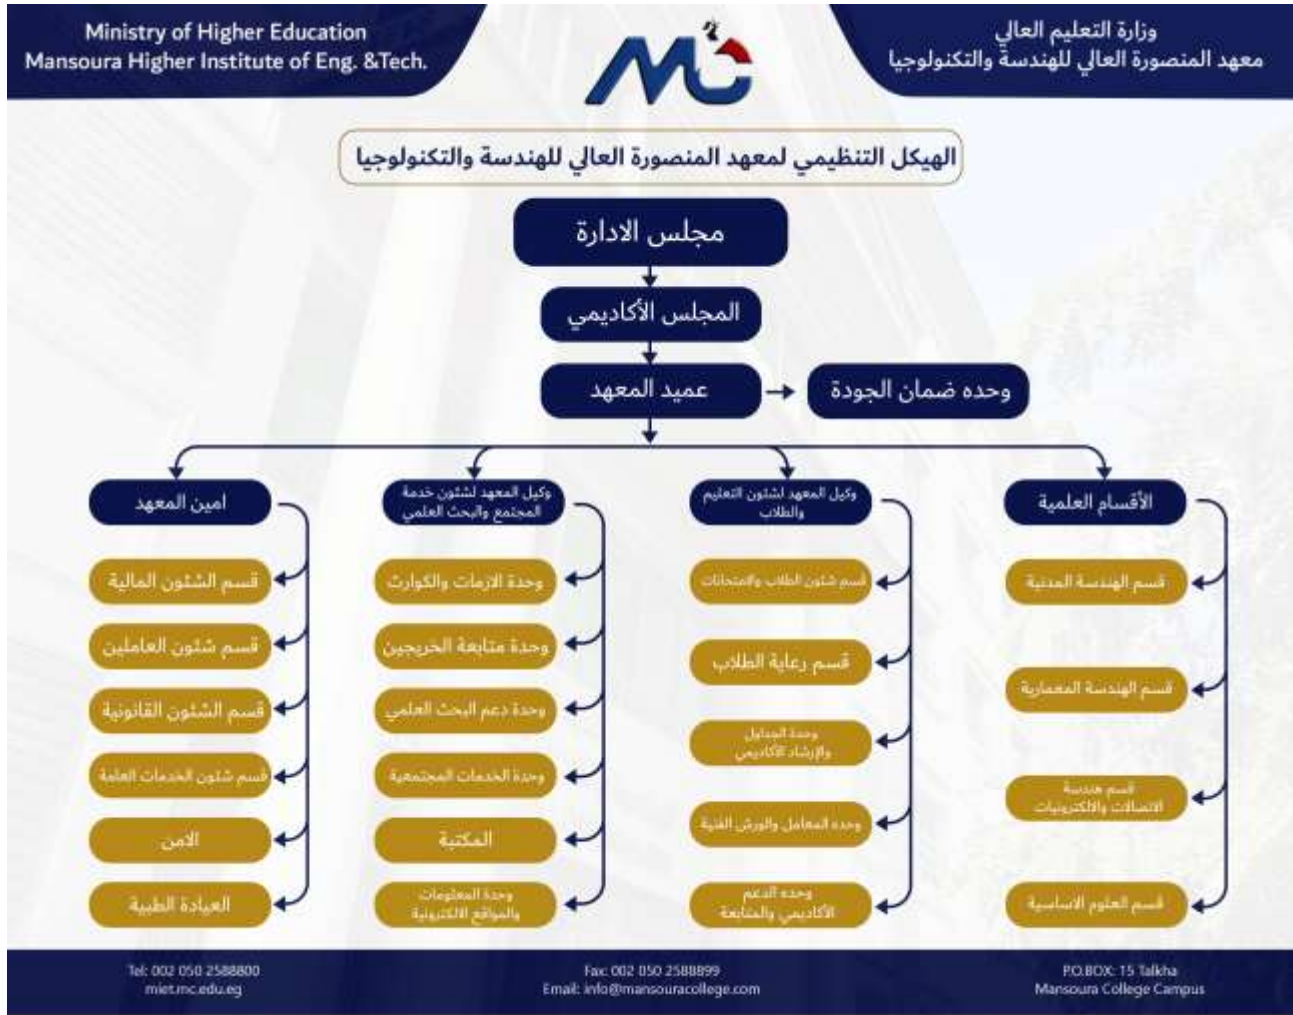 Ministry of Higher Education
Mansoura Higher Institute of Eng. &Tech.
MC
وزارة التعليم العالي
معهد المنصورة العالي للهندسة والتكنولوجيا
الهيكل التنظيمي لمعهد المنصورة العالي للهندسة والتكنولوجيا
مجلس الادارة
المجلس الأكاديمي
عميد المعهد
وحده ضمان الجودة
الأقسام العلمية
قسم الهندسة المدنية
قسم الهندسة المعمارية
قسم هندسة
الاتصالات والالكترونيات
قسم العلوم الاساسية
وكيل المعهد لشئون التعليم
والطلاب
قسم شئون الطلاب والامتحانات
قسم رعاية الطلاب
وحدة الجداول
والإرشاد الأكاديمي
وحده المعامل والورش الفنية
وحده الدعم
الأكاديمي والمتابعة
وكيل المعهد لشئون خدمة
المجتمع والبحث العلمي
وحدة الازمات والكوارث
وحدة متابعة الخريجين
وحدة دعم البحث العلمي
وحدة الخدمات المجتمعية
المكتبة
وحدة المعلومات
والمواقع الالكترونية
امين المعهد
قسم الشئون المالية
قسم شئون العاملين
قسم الشئون القانونية
قسم شئون الخدمات العامة
الامن
العيادة الطبية
Tel: 002 050 2588800
miet.mc.edu.eg
Fax: 002 050 2588899
Email: info@mansouracollege.com
P.O.BOX: 15 Talkha
Mansoura College Campus